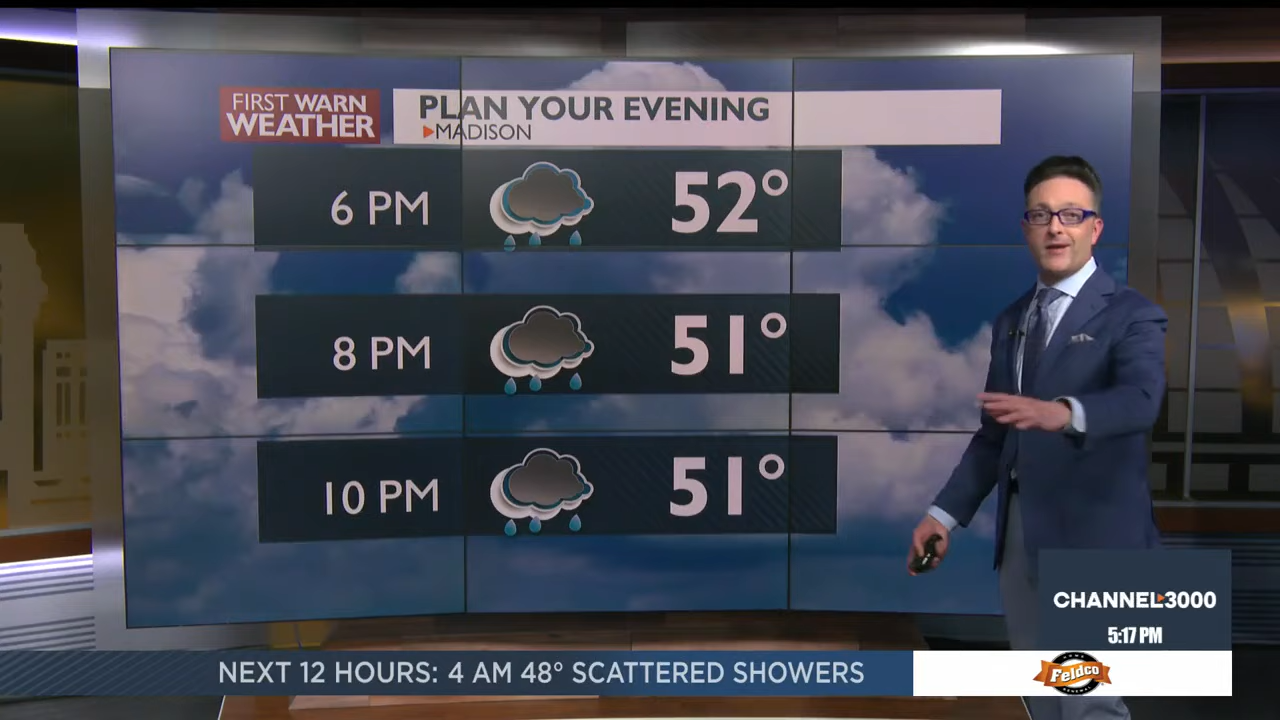 FIRST WARN
WEATHER
PLAN YOUR EVENING
MADISON
6 PM 52°
8 PM 51°
10 PM 51°
CHANNEL3000
5:17 PM
NEXT 12 HOURS: 4 AM 48° SCATTERED SHOWERS
Feldco